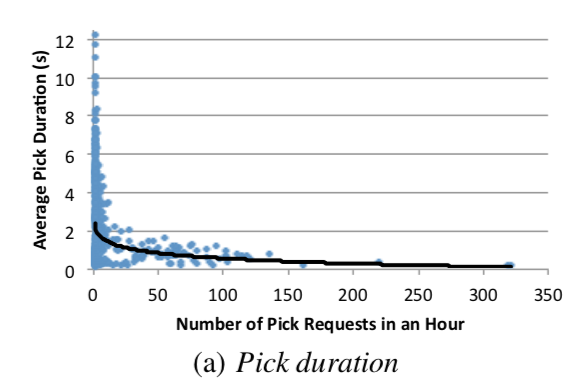 Average Pick Duration (s)
12
10
8
6
4
2
0
0 50 100 150 200 250 300 350
Number of Pick Requests in an Hour
(a) Pick duration